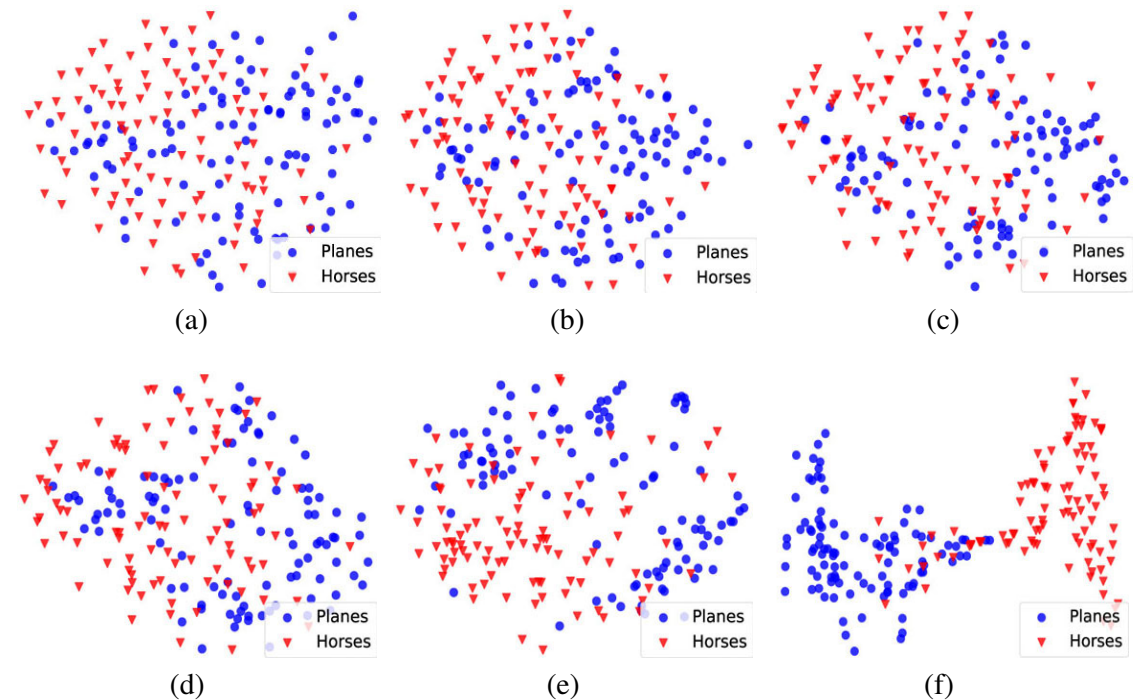 Planes
Horses
(a)
Planes
Horses
(b)
Planes
Horses
(c)
Planes
Horses
(d)
Planes
Horses
(e)
Planes
Horses
(f)